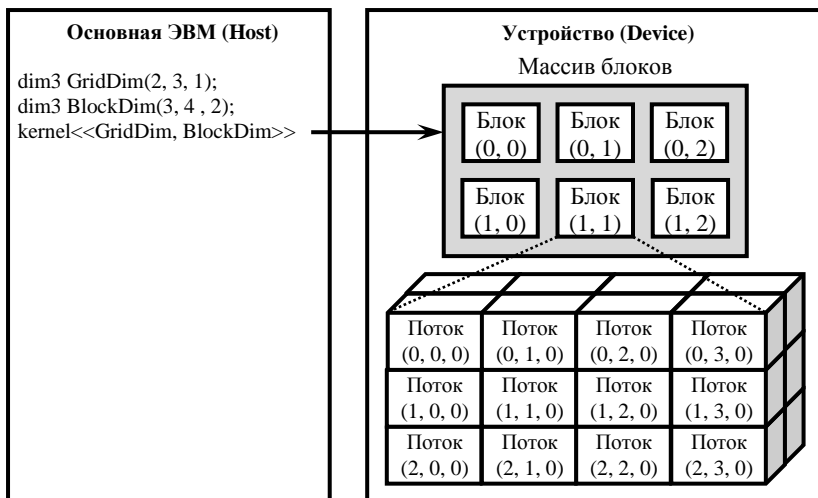 Основная ЭВМ (Host)
dim3 GridDim(2, 3, 1);
dim3 BlockDim(3, 4 , 2);
kernel<<GridDim, BlockDim>>
Устройство (Device)
Массив блоков
Блок Блок Блок
(0, 0) (0, 1) (0, 2)
Блок Блок Блок
(1, 0) (1, 1) (1, 2)
Поток Поток Поток Поток
(0, 0, 0) (0, 1, 0) (0, 2, 0) (0, 3, 0)
Поток Поток Поток Поток
(1, 0, 0) (1, 1, 0) (1, 2, 0) (1, 3, 0)
Поток Поток Поток Поток
(2, 0, 0) (2, 1, 0) (2, 2, 0) (2, 3, 0)